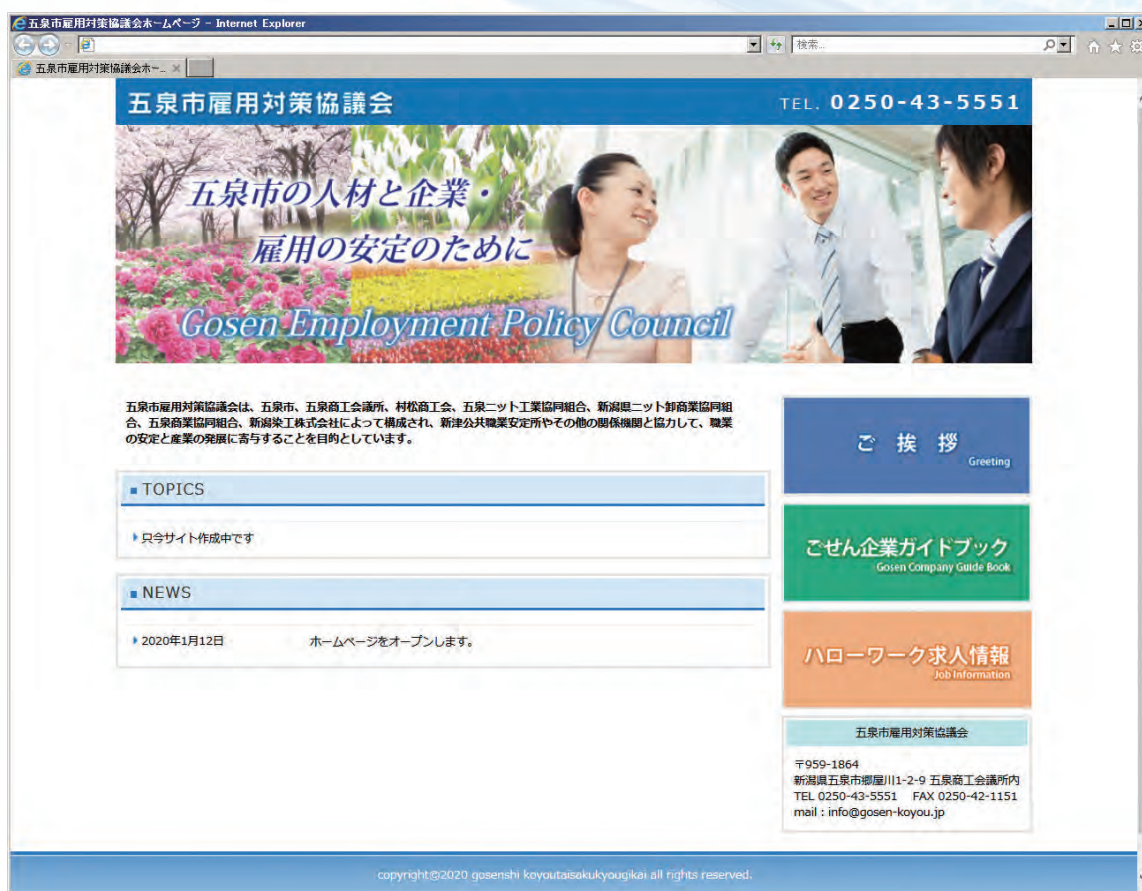 五泉市雇用対策協議会ホームページ - Internet Explorer
検索...
五泉市雇用対策協議会ホー...
五泉市雇用対策協議会
TEL. 0250-43-5551
五泉市の人材と企業・
雇用の安定のために
Gosen Employment Policy Council
五泉市雇用対策協議会は、五泉市、五泉商工会議所、村松商工会、五泉ニット工業協同組合、新潟県ニット卸商業協同組
合、五泉商業協同組合、新潟染工株式会社によって構成され、新津公共職業安定所やその他の関係機関と協力して、職業
の安定と産業の発展に寄与することを目的としています。
TOPICS
只今サイト作成中です
NEWS
2020年1月12日 ホームページをオープンします。
ご 挨 拶
Greeting
ごせん企業ガイドブック
Gosen Company Guide Book
ハローワーク求人情報
Job Information
五泉市雇用対策協議会
〒959-1864
新潟県五泉市郷屋川1-2-9 五泉商工会議所内
TEL 0250-43-5551 FAX 0250-42-1151
mail : info@gosen-koyou.jp
copyright©2020 gosenshi koyoutaisakukyougikai all rights reserved.